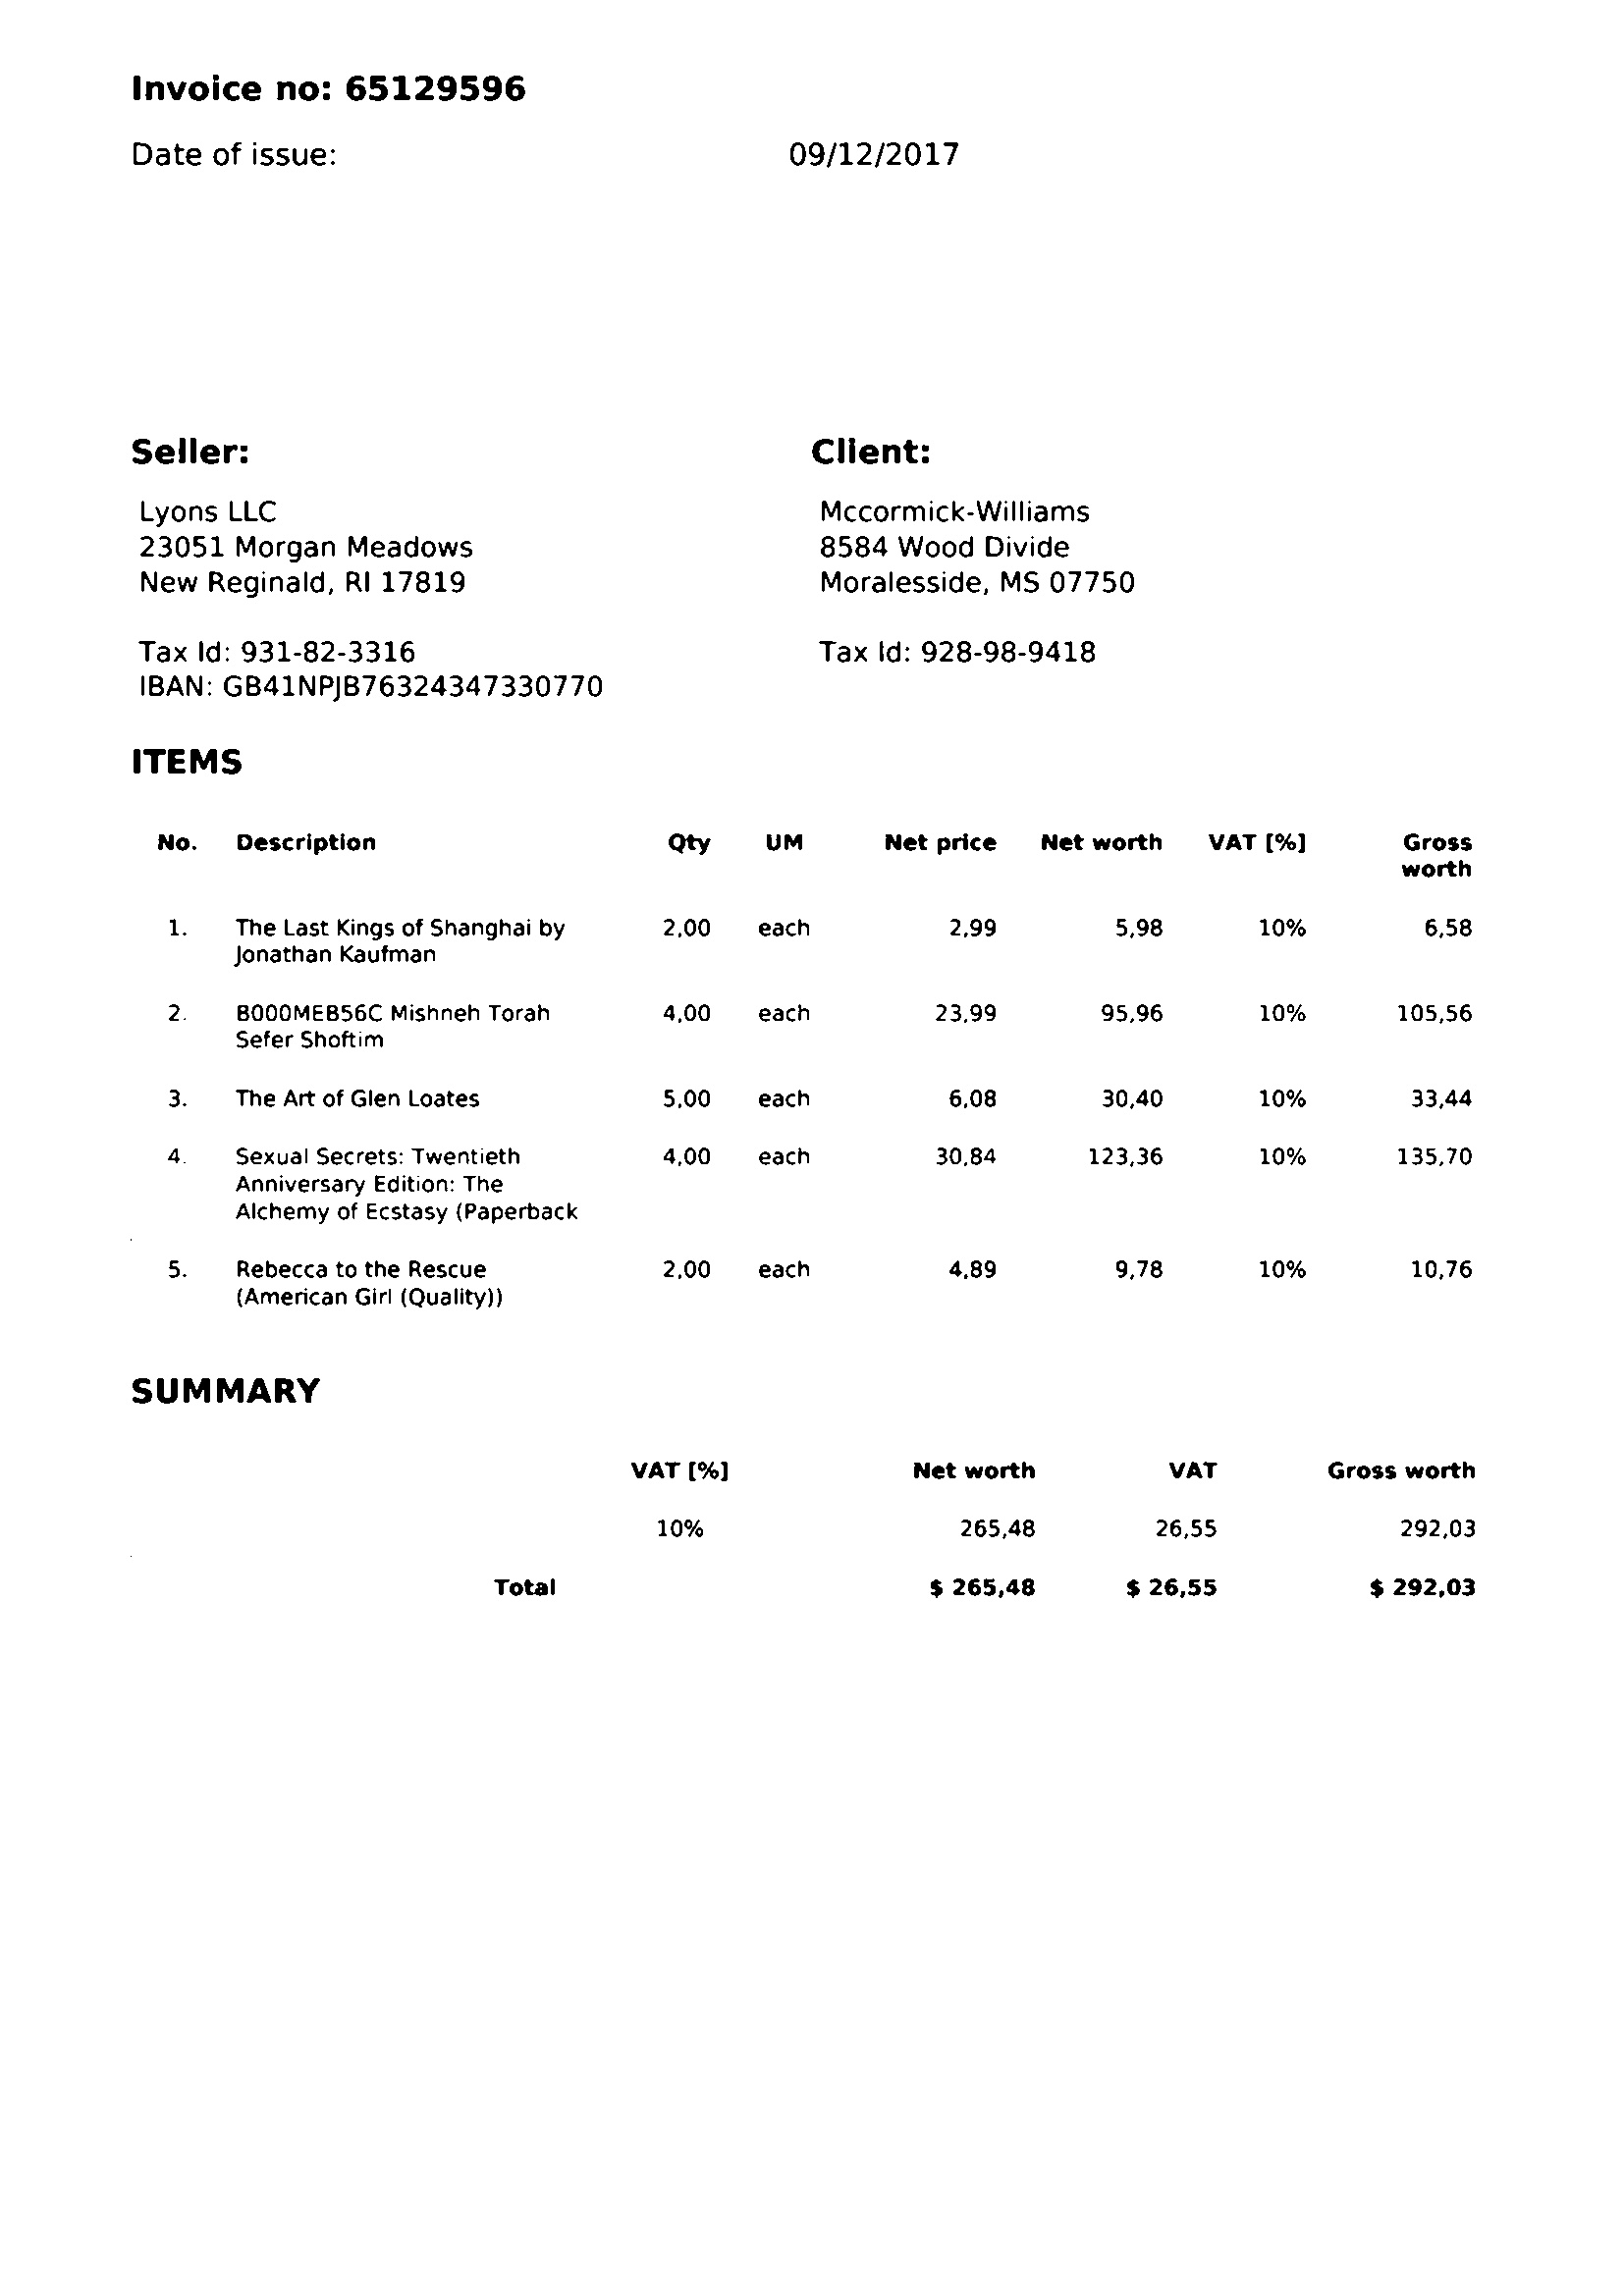 Invoice no: 65129596
Date of issue: 09/12/2017
Seller: Client:
Lyons LLC Mccormick-Williams
23051 Morgan Meadows 8584 Wood Divide
New Reginald, RI 17819 Moralesside, MS 07750
Tax Id: 931-82-3316 Tax Id: 928-98-9418
IBAN: GB41NPJB76324347330770
ITEMS
No. Description Qty UM Net price Net worth VAT [%] Gross
worth
1. The Last Kings of Shanghai by 2,00 each 2,99 5,98 10% 6,58
Jonathan Kaufman
2. B000MEB56C Mishneh Torah 4,00 each 23,99 95,96 10% 105,56
Sefer Shoftim
3. The Art of Glen Loates 5,00 each 6,08 30,40 10% 33,44
4. Sexual Secrets: Twentieth 4,00 each 30,84 123,36 10% 135,70
Anniversary Edition: The
Alchemy of Ecstasy (Paperback
5. Rebecca to the Rescue 2,00 each 4,89 9,78 10% 10,76
(American Girl (Quality))
SUMMARY
VAT [%] Net worth VAT Gross worth
10% 265,48 26,55 292,03
Total $ 265,48 $ 26,55 $ 292,03